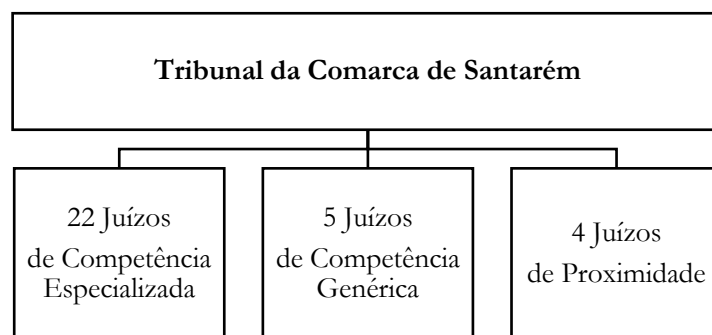 Tribunal da Comarca de Santarém
22 Juízos
de Competência
Especializada
5 Juízos
de Competência
Genérica
4 Juízos
de Proximidade